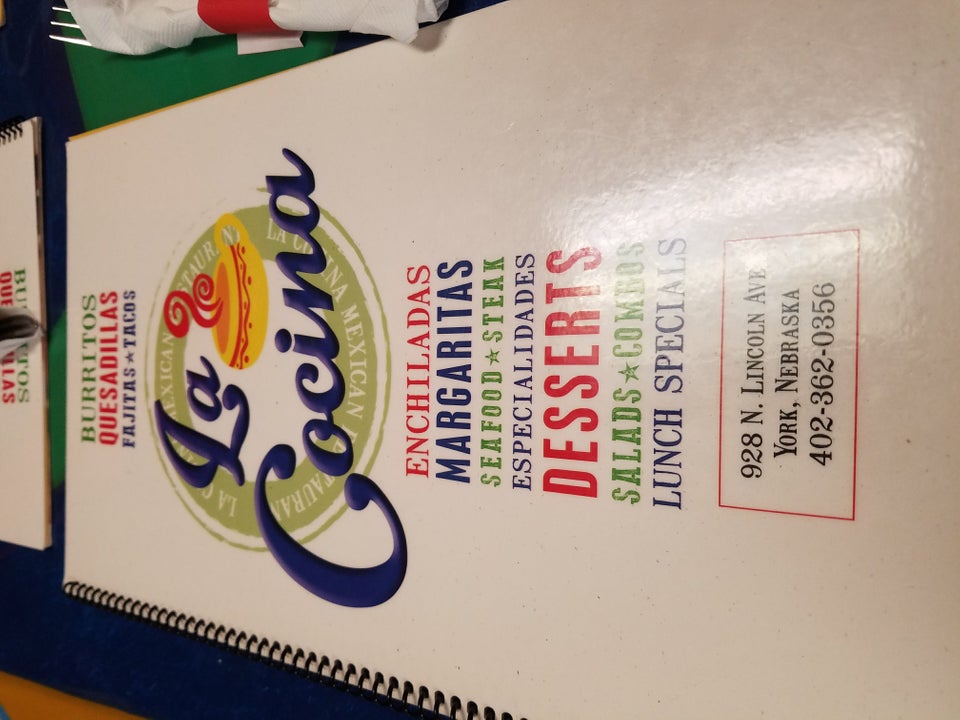 BURRITOS
QUESADILLAS
FAJITAS★TACOS
La
Cocina
LA COCINA MEXICAN RESTAURANT
ENCHILADAS
MARGARITAS
SEAFOOD★STEAK
ESPECIALIDADES
DESSERTS
SALADS★COMBOS
LUNCH SPECIALS
928 N. LINCOLN AVE
YORK, NEBRASKA
402-362-0356